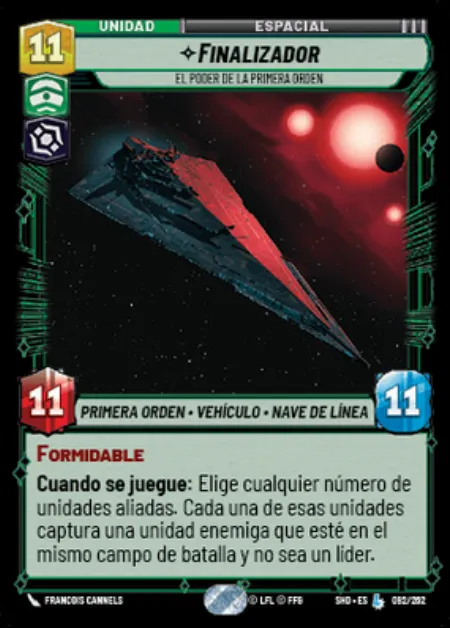 UNIDAD
ESPACIAL
11
FINALIZADOR
EL PODER DE LA PRIMERA ORDEN
11
PRIMERA ORDEN • VEHÍCULO • NAVE DE LÍNEA
11
FORMIDABLE
Cuando se juegue: Elige cualquier número de
unidades aliadas. Cada una de esas unidades
captura una unidad enemiga que esté en el
mismo campo de batalla y no sea un líder.
FRANCOIS CANNELS
© LFL © FFG
SHD • ES
092/262